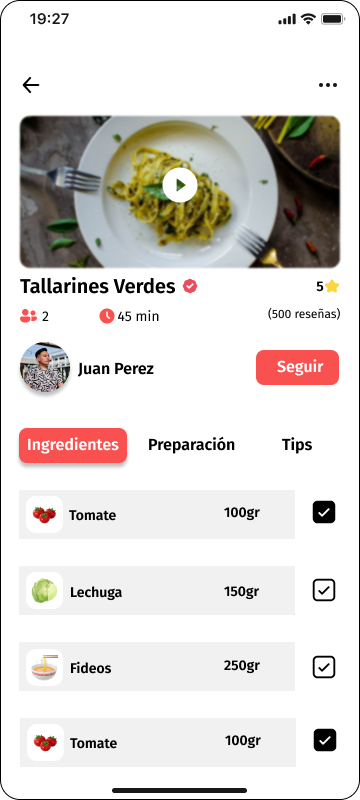 19:27
Tallarines Verdes
5
2
45 min
(500 reseñas)
Juan Perez
Seguir
Ingredientes
Preparación
Tips
Tomate
100gr
Lechuga
150gr
Fideos
250gr
Tomate
100gr